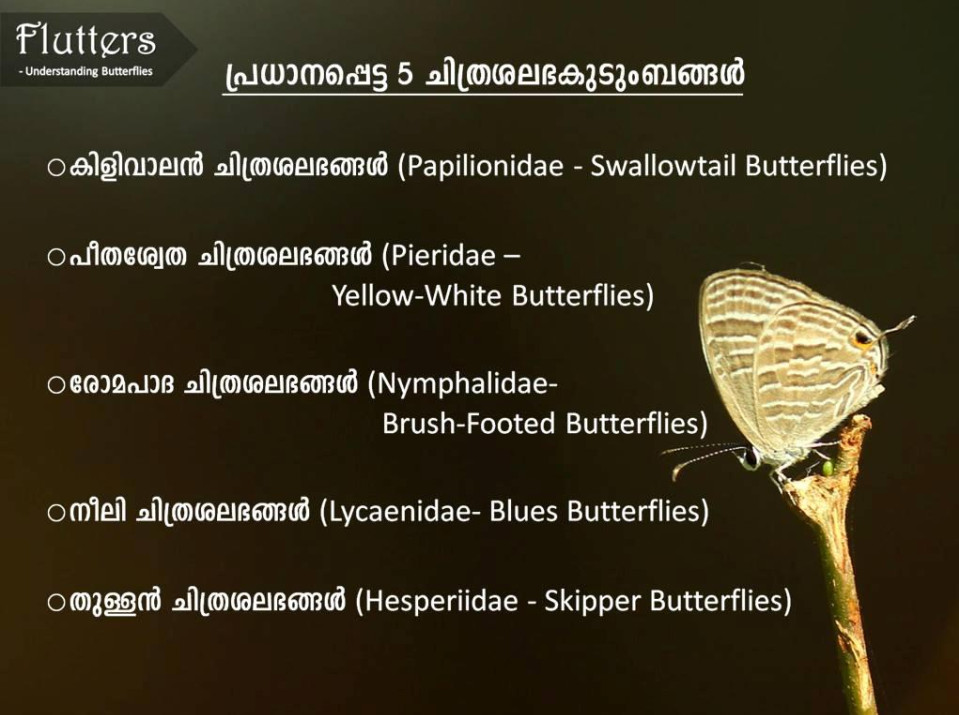 Flutters
- Understanding Butterflies
പ്രധാനപ്പെട്ട 5 ചിത്രശലഭകുടുംബങ്ങൾ
○കിളിവാലൻ ചിത്രശലഭങ്ങൾ (Papilionidae - Swallowtail Butterflies)
○പീതശ്വേത ചിത്രശലഭങ്ങൾ (Pieridae –
Yellow-White Butterflies)
○രോമപാദ ചിത്രശലഭങ്ങൾ (Nymphalidae-
Brush-Footed Butterflies)
○നീലി ചിത്രശലഭങ്ങൾ (Lycaenidae- Blues Butterflies)
○തുള്ളൻ ചിത്രശലഭങ്ങൾ (Hesperiidae - Skipper Butterflies)